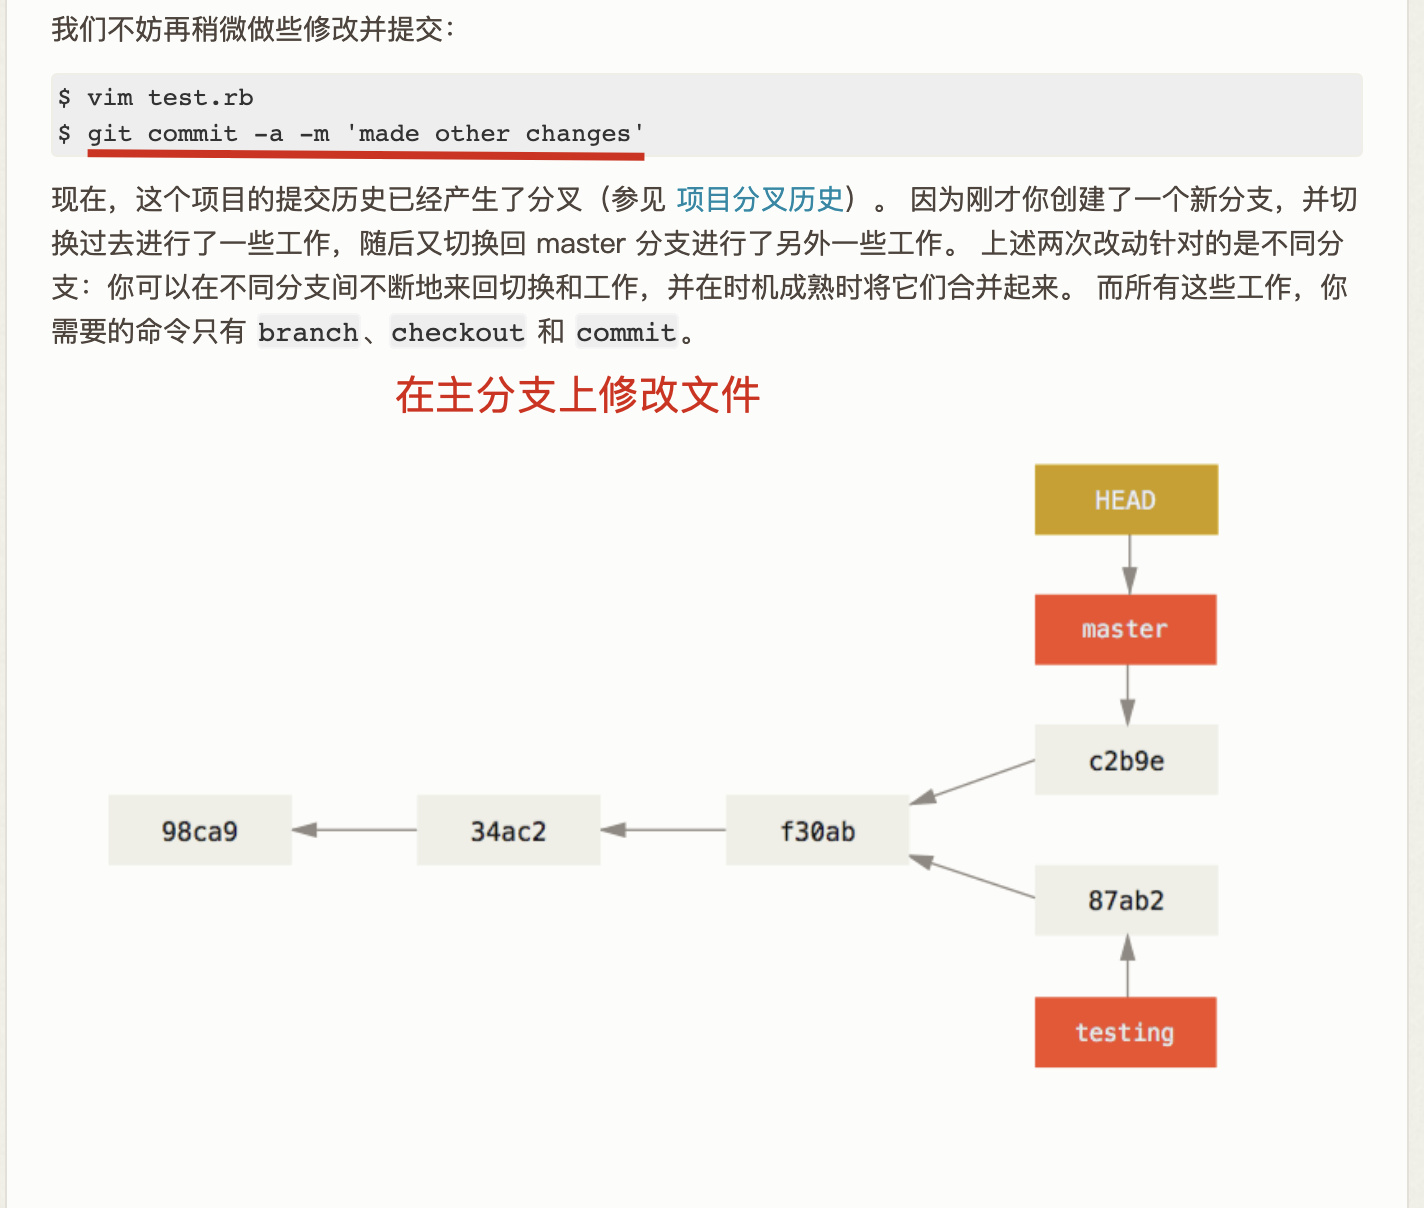 我们不妨再稍微做些修改并提交：
$ vim test.rb
$ git commit -a -m 'made other changes'
现在，这个项目的提交历史已经产生了分叉（参见 项目分叉历史）。 因为刚才你创建了一个新分支，并切
换过去进行了一些工作，随后又切换回 master 分支进行了另外一些工作。 上述两次改动针对的是不同分
支：你可以在不同分支间不断地来回切换和工作，并在时机成熟时将它们合并起来。 而所有这些工作，你
需要的命令只有 branch、checkout 和 commit。
在主分支上修改文件
HEAD
master
c2b9e
98ca9
34ac2
f30ab
87ab2
testing